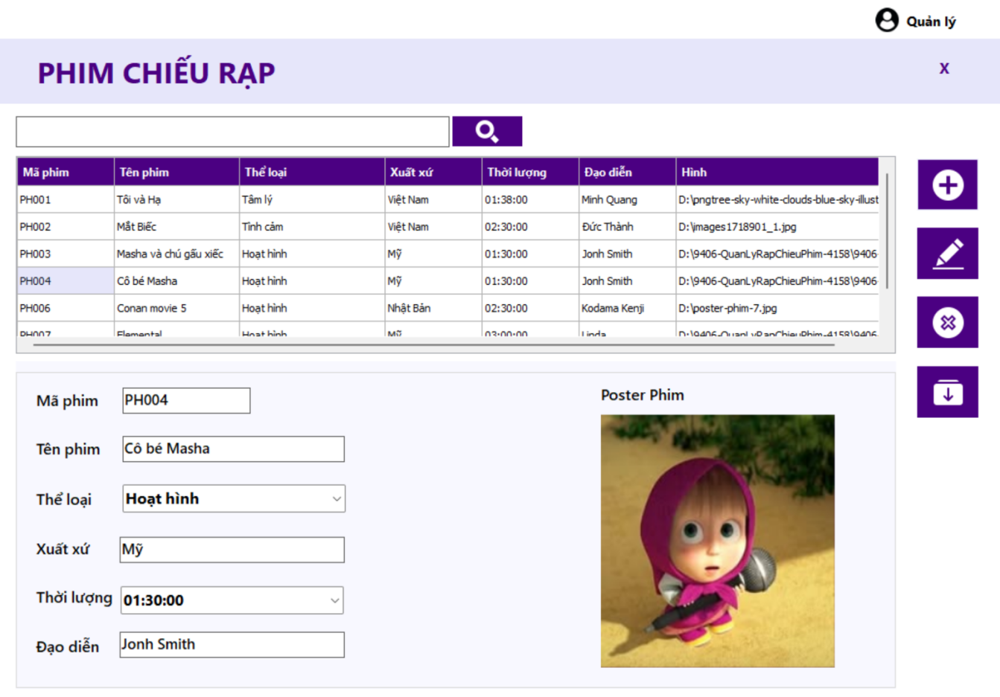 Quản lý
PHIM CHIẾU RẠP
X
Mã phim Tên phim Thể loại Xuất xứ Thời lượng Đạo diễn Hình
PH001 Tôi và Hạ Tâm lý Việt Nam 01:38:00 Minh Quang D:\pngtree-sky-white-clouds-blue-sky-illust
PH002 Mắt Biếc Tình cảm Việt Nam 02:30:00 Đức Thành D:\images1718901_1.jpg
PH003 Masha và chú gấu xiếc Hoạt hình Mỹ 01:30:00 Jonh Smith D:\9406-QuanLyRapChieuPhim-4158\9406-
PH004 Cô bé Masha Hoạt hình Mỹ 01:30:00 Jonh Smith D:\9406-QuanLyRapChieuPhim-4158\9406-
PH006 Conan movie 5 Hoạt hình Nhật Bản 02:30:00 Kodama Kenji D:\poster-phim-7.jpg
PH007 Elemental Hoạt hình Mỹ 03:00:00 Linda D:\9406-QuanLyRapChieuPhim-4158\9406-
Mã phim PH004
Poster Phim
Tên phim Cô bé Masha
Thể loại Hoạt hình
Xuất xứ Mỹ
Thời lượng 01:30:00
Đạo diễn Jonh Smith